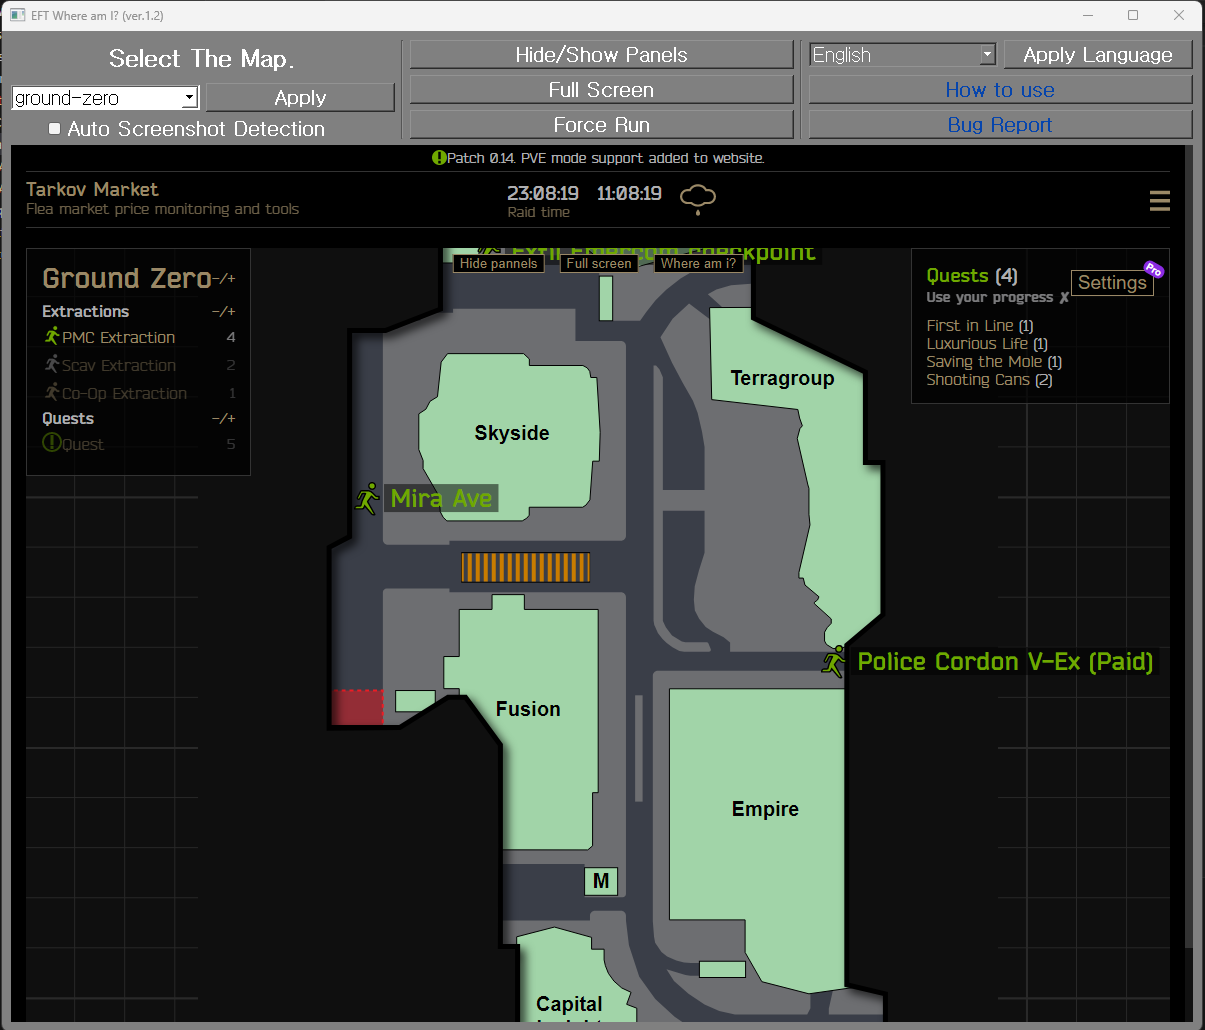 EFT Where am I? (ver.1.2)
Select The Map.
ground-zero
Apply
Auto Screenshot Detection
Hide/Show Panels
Full Screen
Force Run
English
Apply Language
How to use
Bug Report
Patch 0.14. PVE mode support added to website.
Tarkov Market
Flea market price monitoring and tools
23:08:19 11:08:19
Raid time
Ground Zero -/+
Extractions -/+
PMC Extraction 4
Scav Extraction 2
Co-Op Extraction 1
Quests -/+
Quest 5
Exfil Emercom checkpoint
Hide pannels
Full screen
Where am i?
Quests (4)
Use your progress ✗
Settings
Pro
First in Line (1)
Luxurious Life (1)
Saving the Mole (1)
Shooting Cans (2)
Terragroup
Skyside
Mira Ave
Police Cordon V-Ex (Paid)
Fusion
Empire
M
Capital